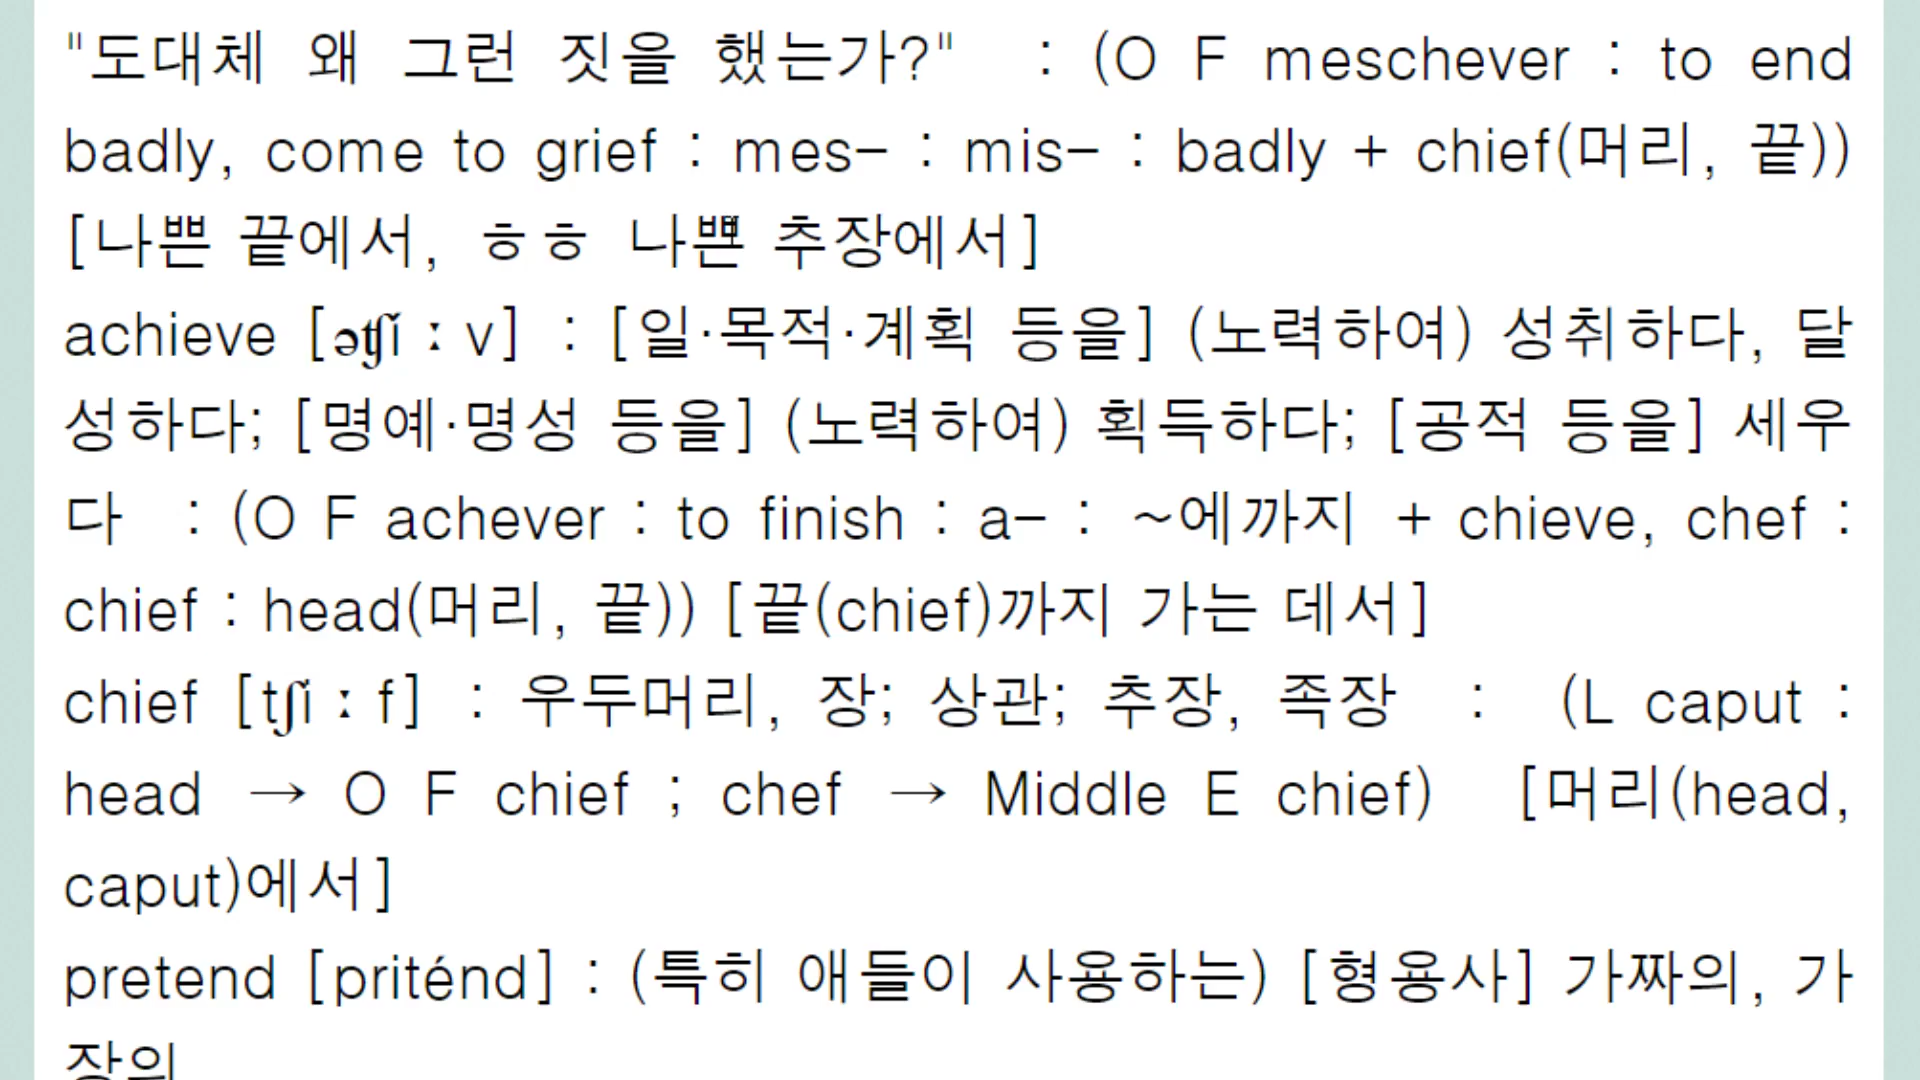 "도대체 왜 그런 짓을 했는가?" : (O F meschever : to end
badly, come to grief : mes- : mis- : badly + chief(머리, 끝))
[나쁜 끝에서, ㅎㅎ 나쁜 추장에서]
achieve [ətʃíːv] : [일·목적·계획 등을] (노력하여) 성취하다, 달
성하다; [명예·명성 등을] (노력하여) 획득하다; [공적 등을] 세우
다 : (O F achever : to finish : a- : ~에까지 + chieve, chef :
chief : head(머리, 끝)) [끝(chief)까지 가는 데서]
chief [tʃíːf] : 우두머리, 장; 상관; 추장, 족장 : (L caput :
head → O F chief ; chef → Middle E chief) [머리(head,
caput)에서]
pretend [priténd] : (특히 애들이 사용하는) [형용사] 가짜의, 가
장의